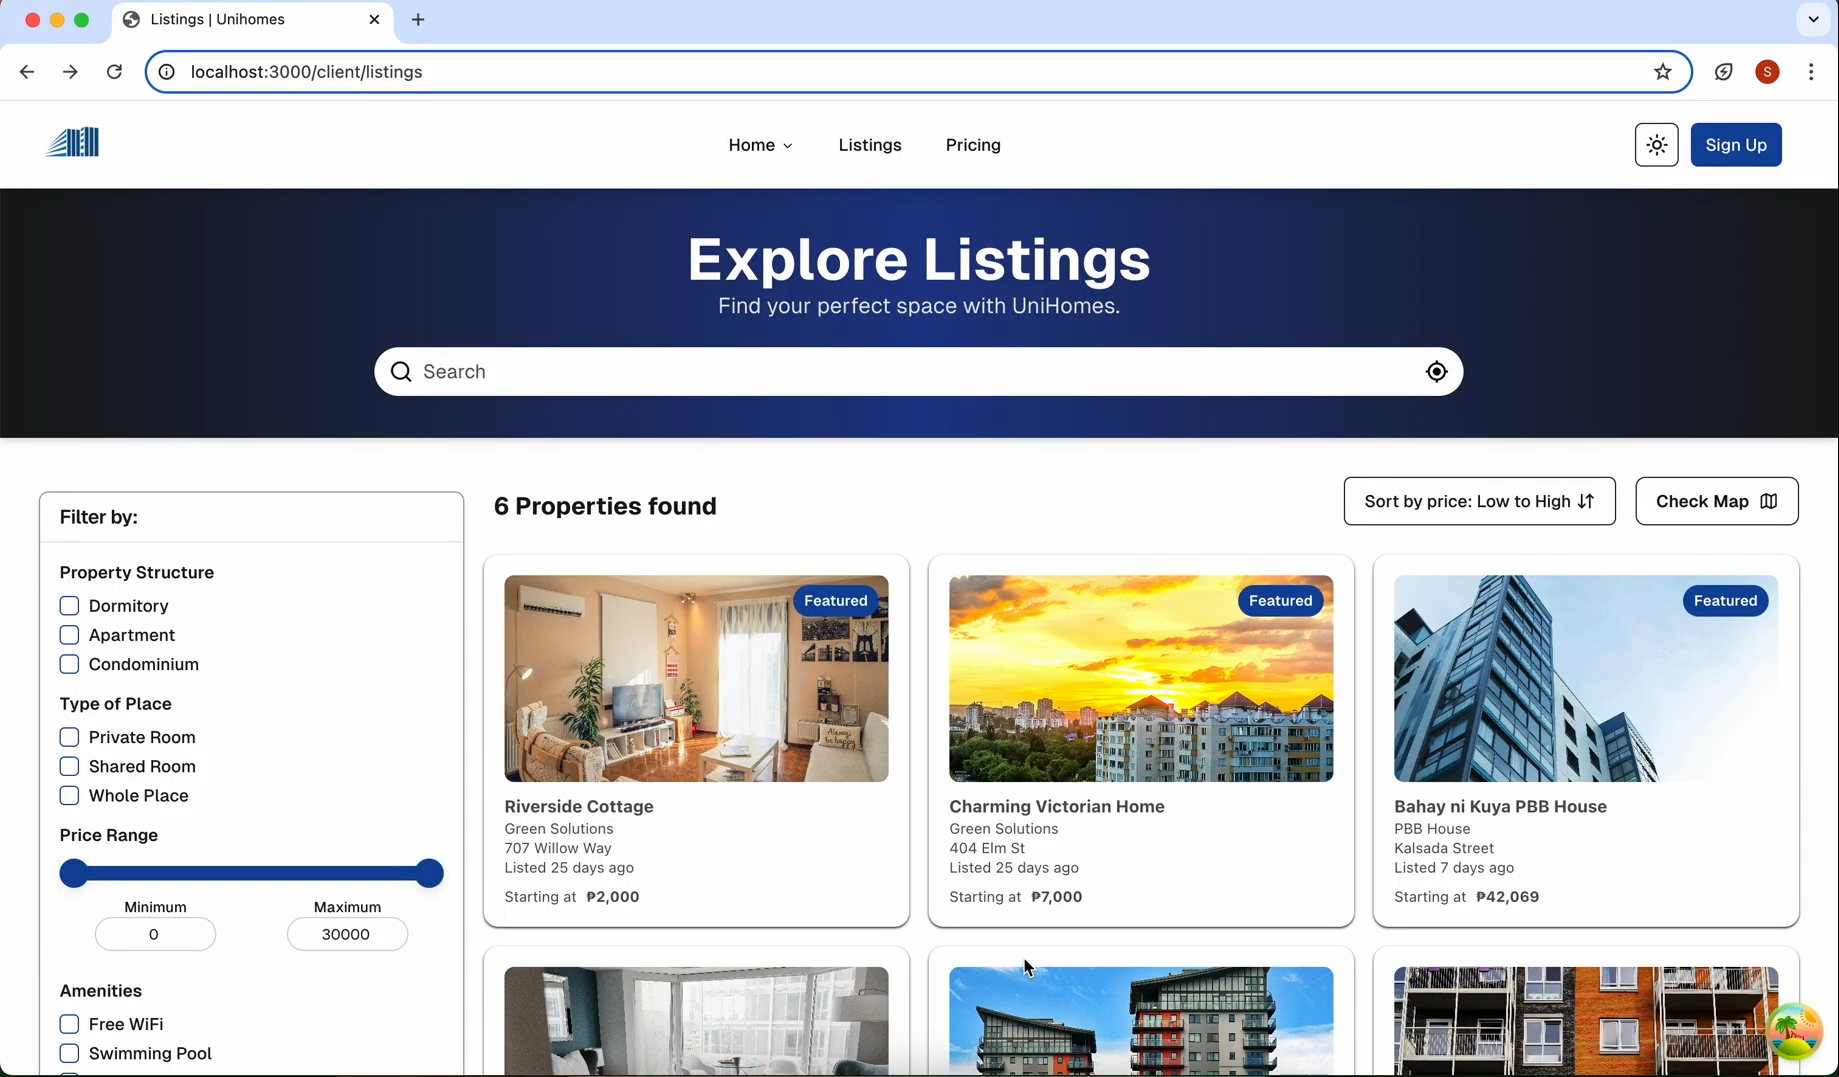 Listings | Unihomes
localhost:3000/client/listings
S
Home
Listings
Pricing
Sign Up
Explore Listings
Find your perfect space with UniHomes.
Search
Filter by:
Property Structure
Dormitory
Apartment
Condominium
Type of Place
Private Room
Shared Room
Whole Place
Price Range
Minimum
Maximum
0
30000
Amenities
Free WiFi
Swimming Pool
6 Properties found
Sort by price: Low to High
Check Map
Featured
Always be happy
Riverside Cottage
Green Solutions
707 Willow Way
Listed 25 days ago
Starting at ₱2,000
Featured
Charming Victorian Home
Green Solutions
404 Elm St
Listed 25 days ago
Starting at ₱7,000
Featured
Bahay ni Kuya PBB House
PBB House
Kalsada Street
Listed 7 days ago
Starting at ₱42,069